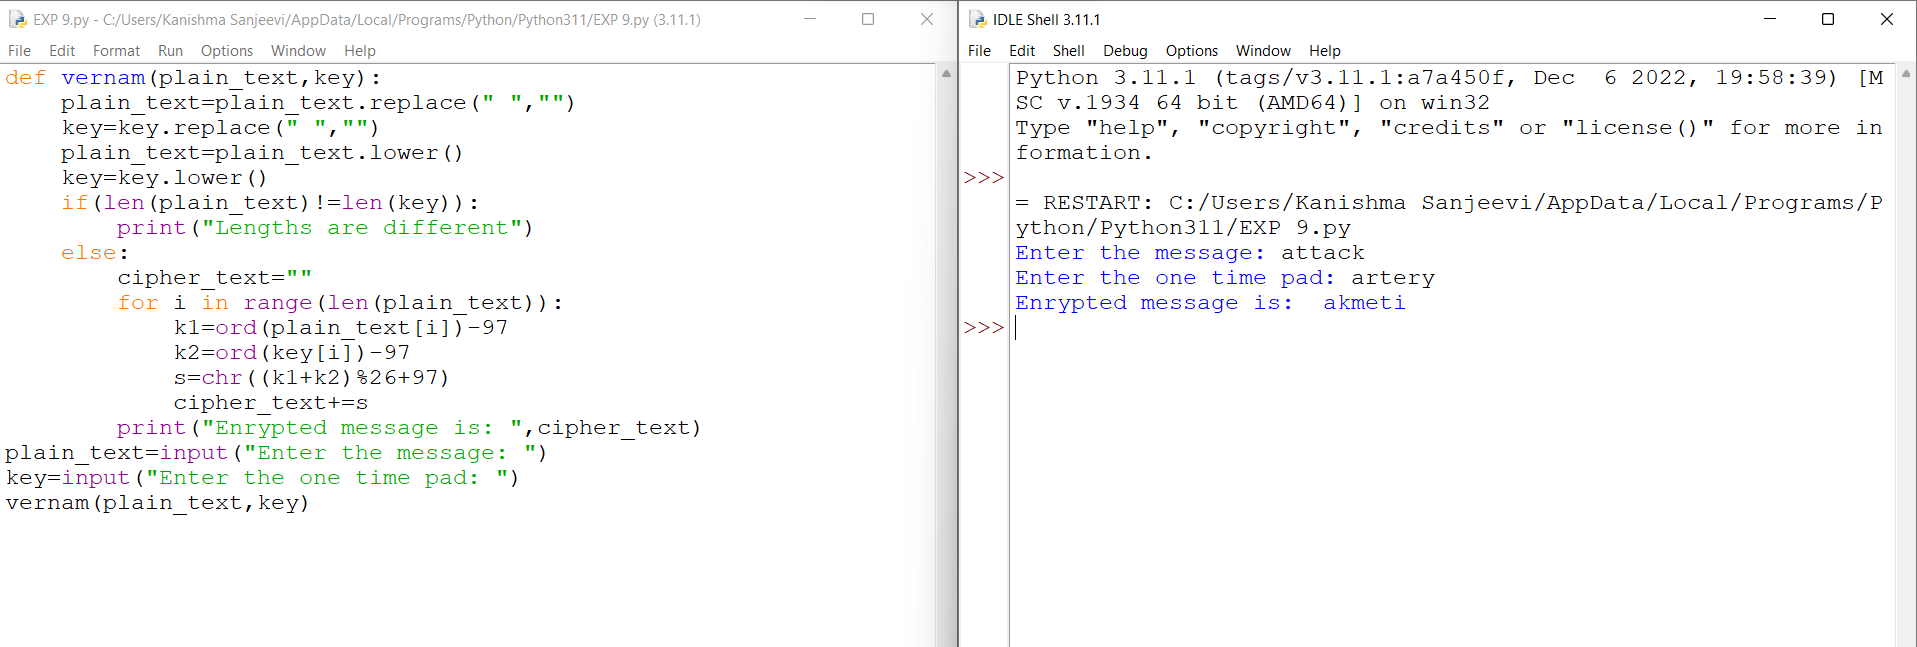 EXP 9.py - C:/Users/Kanishma Sanjeevi/AppData/Local/Programs/Python/Python311/EXP 9.py (3.11.1)
File Edit Format Run Options Window Help
def vernam(plain_text,key):
    plain_text=plain_text.replace(" ","")
    key=key.replace(" ","")
    plain_text=plain_text.lower()
    key=key.lower()
    if(len(plain_text)!=len(key)):
        print("Lengths are different")
    else:
        cipher_text=""
        for i in range(len(plain_text)):
            k1=ord(plain_text[i])-97
            k2=ord(key[i])-97
            s=chr((k1+k2)%26+97)
            cipher_text+=s
        print("Enrypted message is: ",cipher_text)
plain_text=input("Enter the message: ")
key=input("Enter the one time pad: ")
vernam(plain_text,key)
IDLE Shell 3.11.1
File Edit Shell Debug Options Window Help
Python 3.11.1 (tags/v3.11.1:a7a450f, Dec  6 2022, 19:58:39) [M
SC v.1934 64 bit (AMD64)] on win32
Type "help", "copyright", "credits" or "license()" for more in
formation.
>>>
= RESTART: C:/Users/Kanishma Sanjeevi/AppData/Local/Programs/P
ython/Python311/EXP 9.py
Enter the message: attack
Enter the one time pad: artery
Enrypted message is:  akmeti
>>>